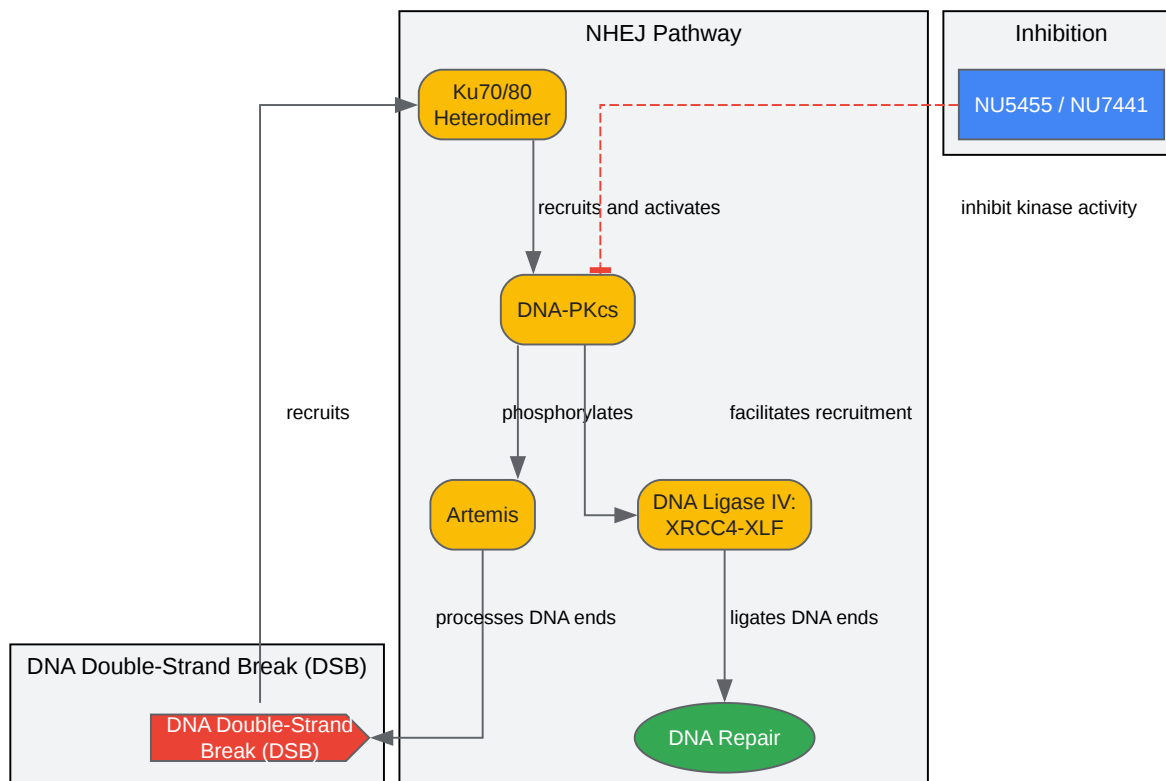 NHEJ Pathway
Inhibition
Ku70/80
Heterodimer
NU5455 / NU7441
recruits and activates
inhibit kinase activity
DNA-PKcs
recruits
phosphorylates
facilitates recruitment
Artemis
DNA Ligase IV:
XRCC4-XLF
processes DNA ends
ligates DNA ends
DNA Double-Strand Break (DSB)
DNA Double-Strand
Break (DSB)
DNA Repair